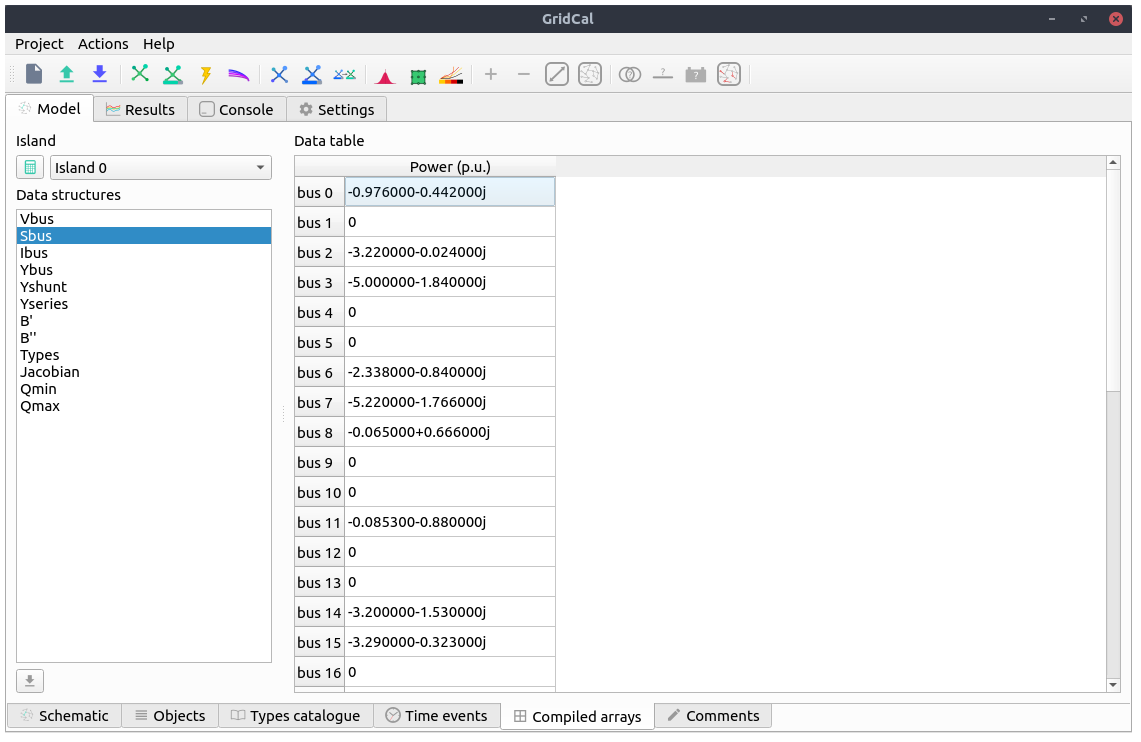 GridCal
Project Actions Help
Model Results Console Settings
Island
Island 0
Data structures
Vbus
Sbus
Ibus
Ybus
Yshunt
Yseries
B'
B''
Types
Jacobian
Qmin
Qmax
Data table
Power (p.u.)
bus 0 -0.976000-0.442000j
bus 1 0
bus 2 -3.220000-0.024000j
bus 3 -5.000000-1.840000j
bus 4 0
bus 5 0
bus 6 -2.338000-0.840000j
bus 7 -5.220000-1.766000j
bus 8 -0.065000+0.666000j
bus 9 0
bus 10 0
bus 11 -0.085300-0.880000j
bus 12 0
bus 13 0
bus 14 -3.200000-1.530000j
bus 15 -3.290000-0.323000j
bus 16 0
Schematic Objects Types catalogue Time events Compiled arrays Comments